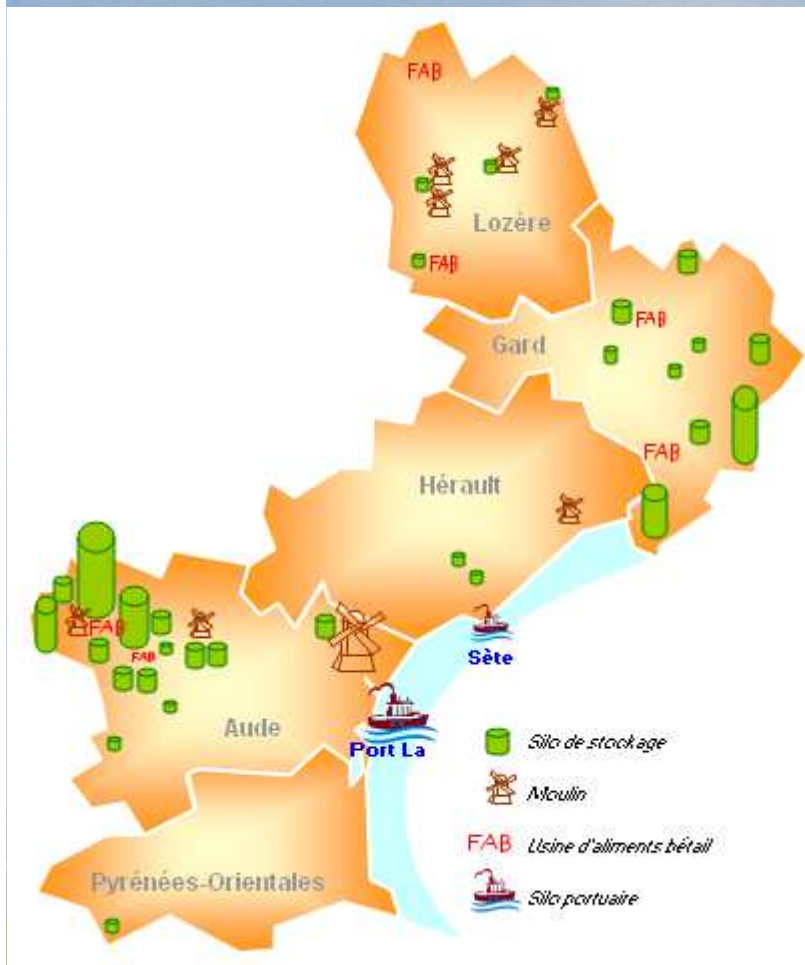 FAB
Lozère
FAB
Gard
FAB
FAB
Hérault
FAB
FAB
Sète
Aude
Port La
Silo de stockage
Moulin
FAB Usine d'aliments bétail
Pyrénées-Orientales
Silo portuaire